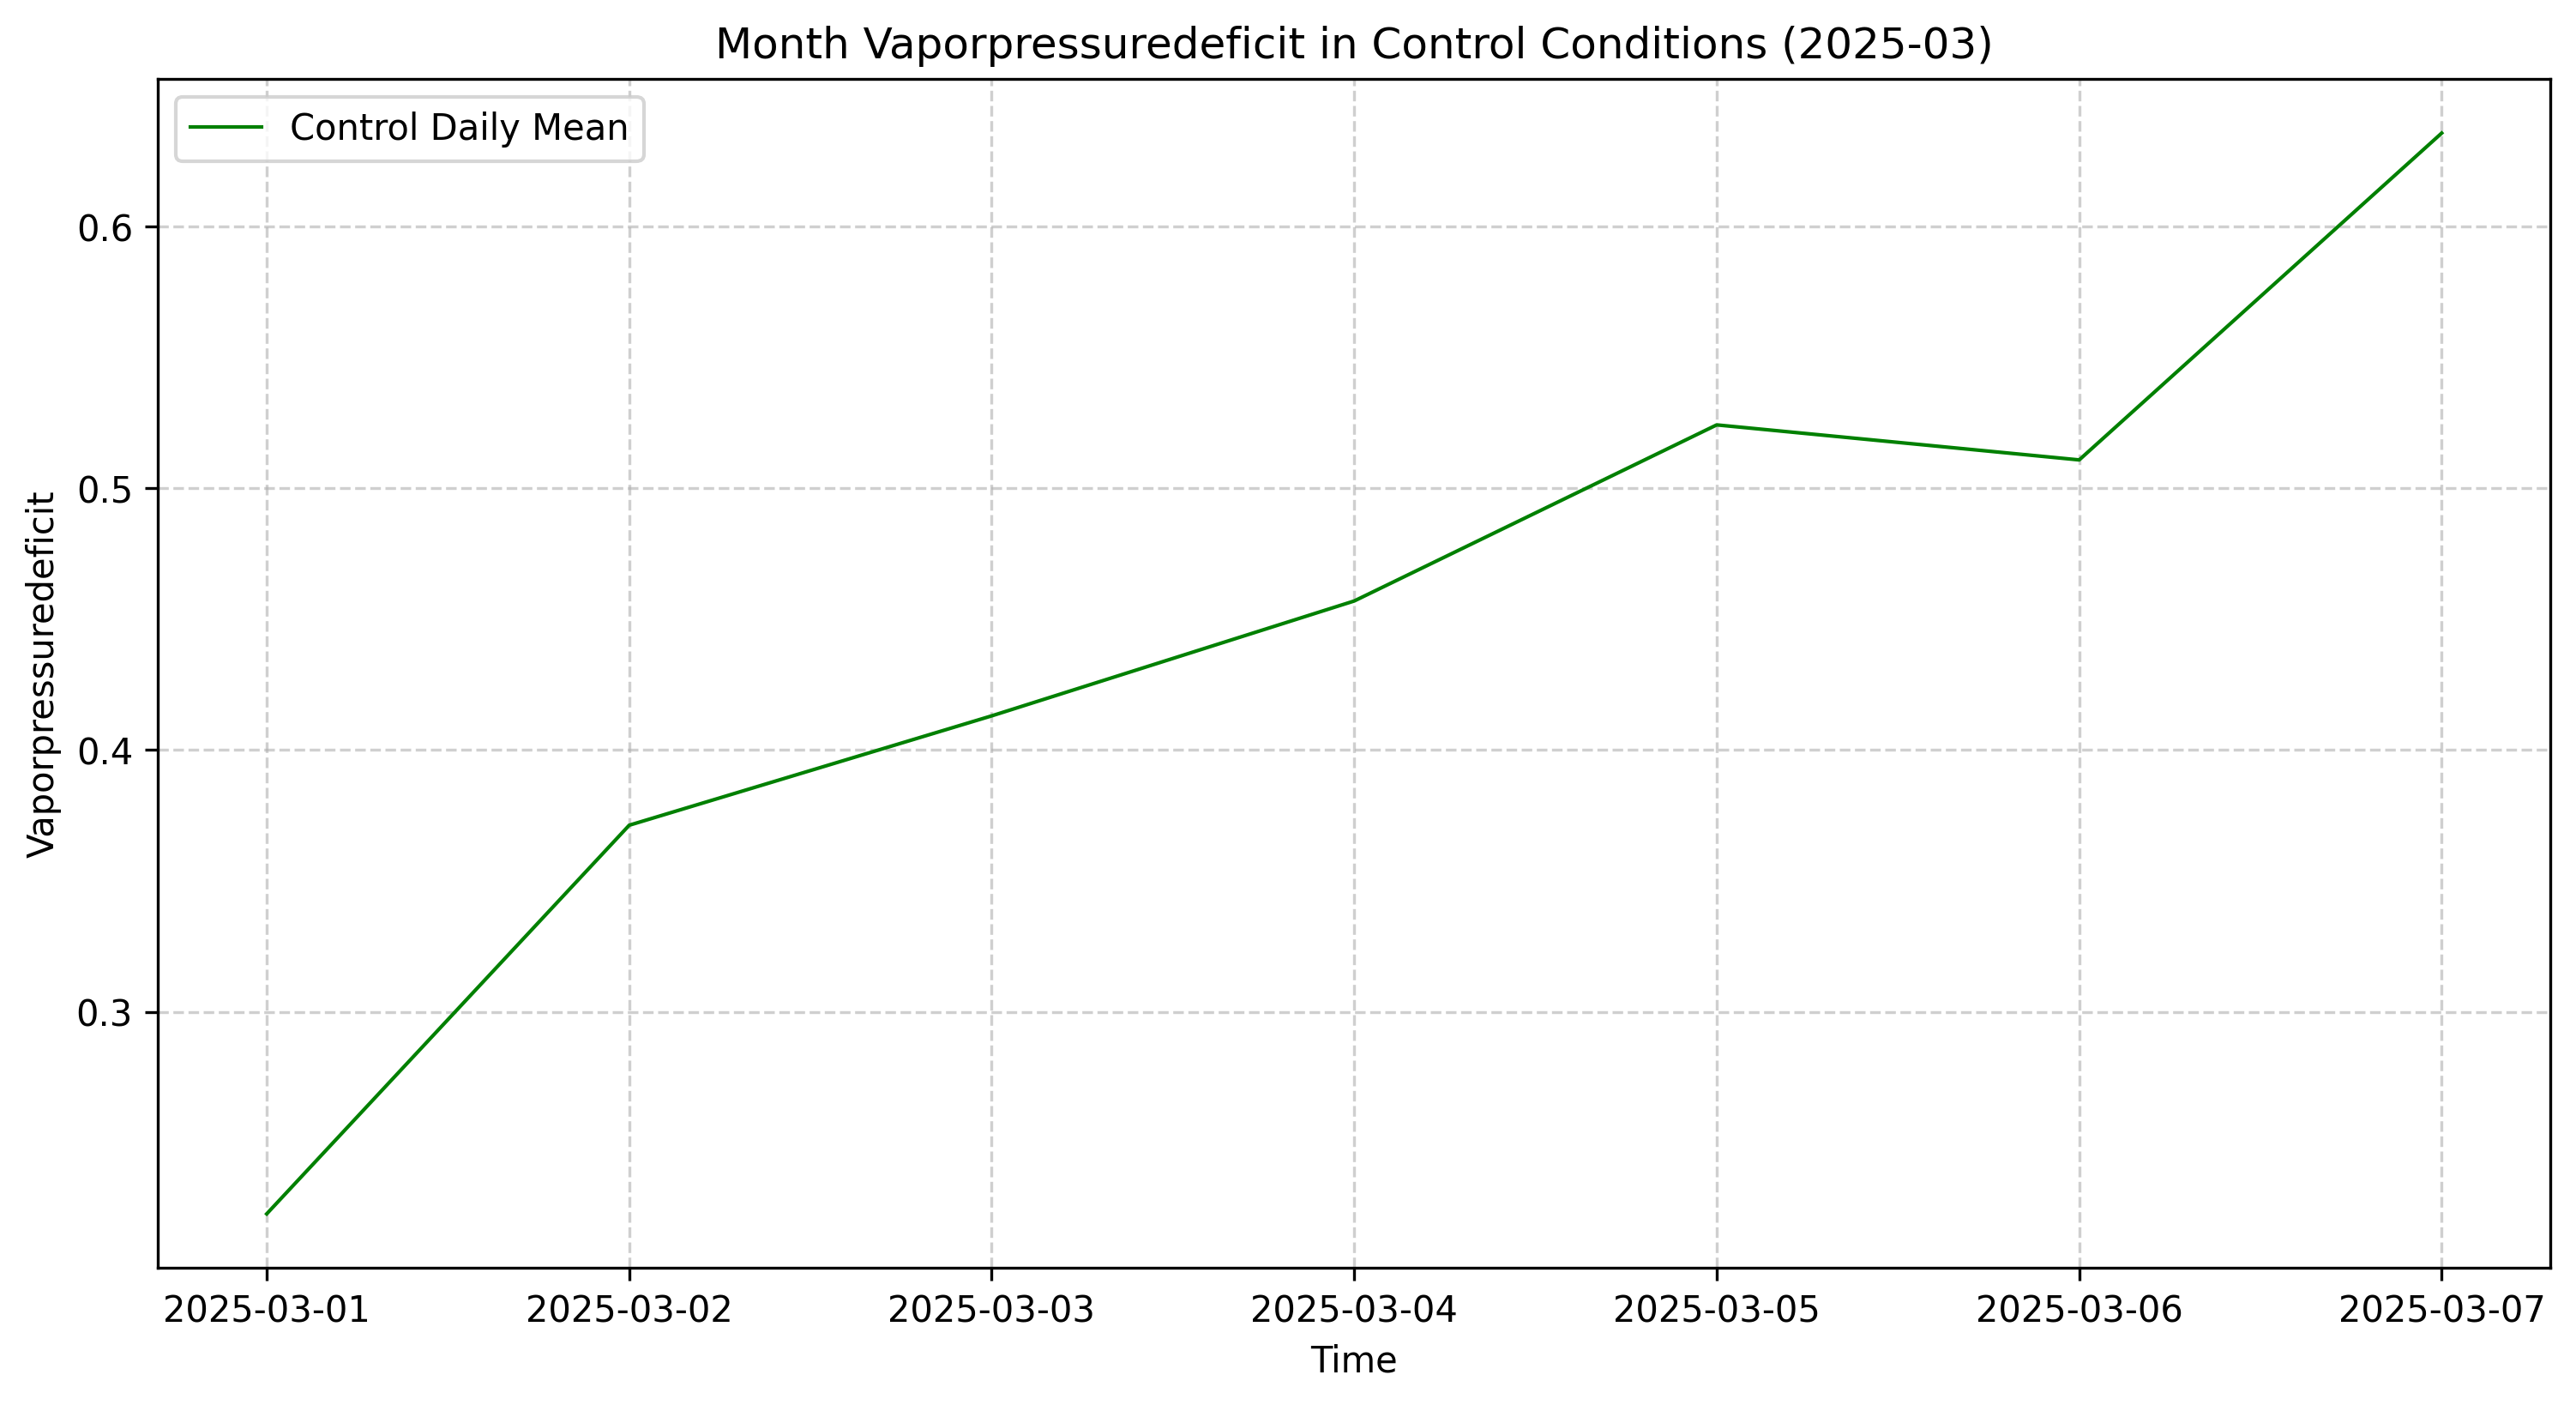 Month Vaporpressuredeficit in Control Conditions (2025-03)
Control Daily Mean
Vaporpressuredeficit
0.6
0.5
0.4
0.3
2025-03-01 2025-03-02 2025-03-03 2025-03-04 2025-03-05 2025-03-06 2025-03-07
Time